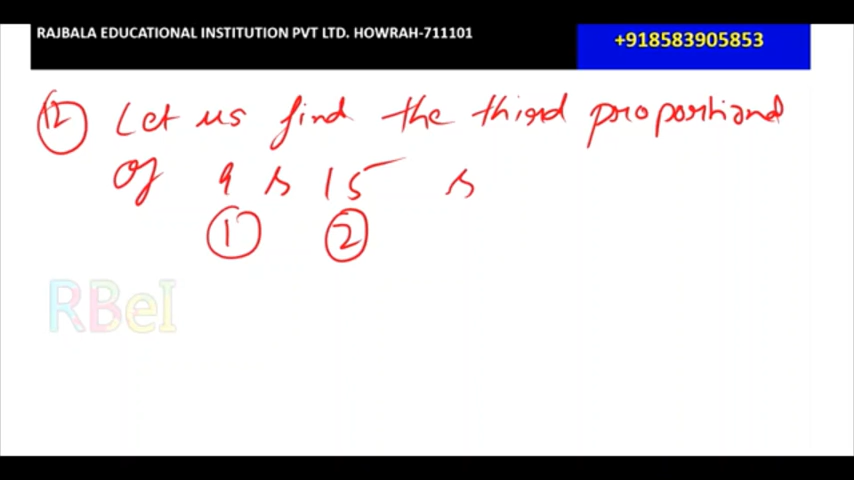 RAJBALA EDUCATIONAL INSTITUTION PVT LTD. HOWRAH-711101
+918583905853
12 Let us find the third proportional
of 9 & 15 &
1 2
RBeI